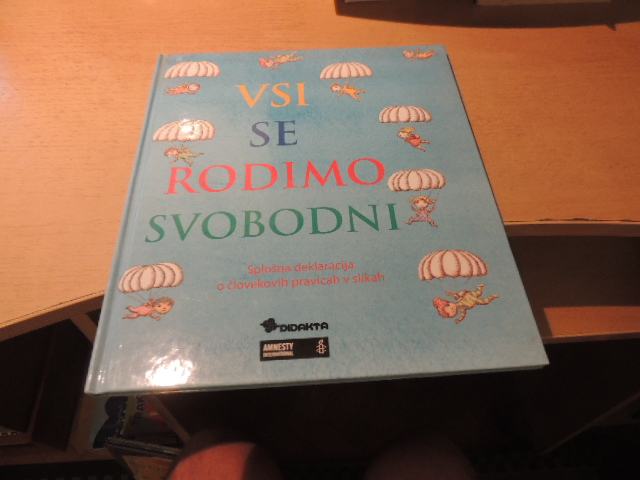 VSI
SE
RODIMO
SVOBODNI
Splošna deklaracija
o človekovih pravicah v slikah
DIDAKTA
AMNESTY
INTERNATIONAL